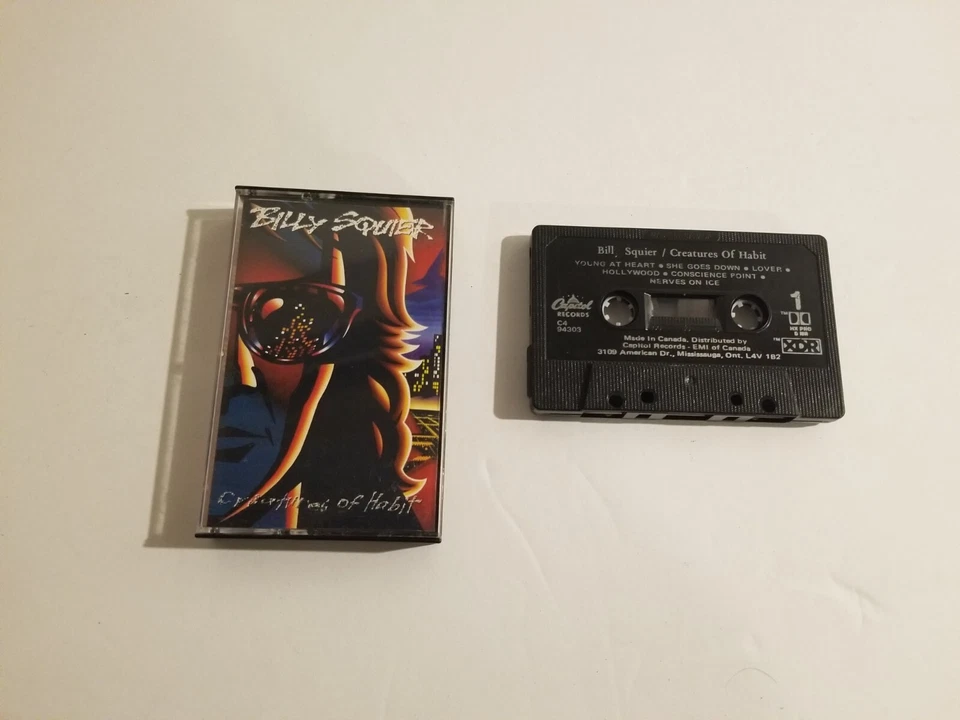 BILLY SQUIER
Creatures of Habit
Bill Squier / Creatures Of Habit
YOUNG AT HEART • SHE GOES DOWN • LOVER •
HOLLYWOOD • CONSCIENCE POINT •
NERVES ON ICE
Capitol
RECORDS
C4
94303
1
HX PRO
B NR
Made in Canada. Distributed by
Capitol Records - EMI of Canada
3109 American Dr., Mississauga, Ont. L4V 1B2
TM XDR